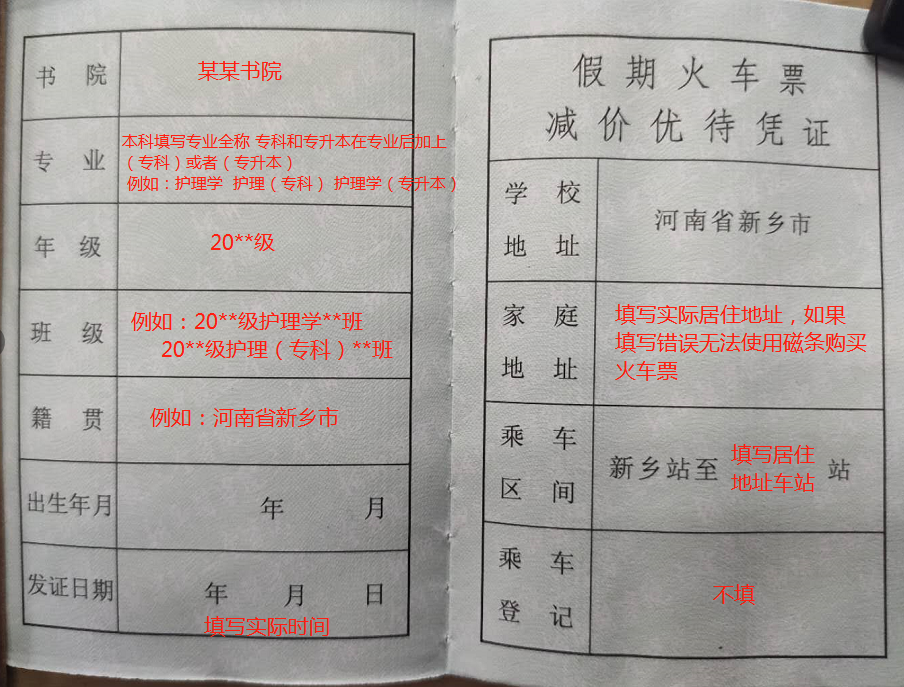 书 院
某某书院
专 业
本科填写专业全称 专科和专升本在专业后加上
（专科）或者（专升本）
例如：护理学 护理（专科） 护理学（专升本）
年 级
20**级
班 级
例如：20**级护理学**班
20**级护理（专科）**班
籍 贯
例如：河南省新乡市
出生年月
年 月
发证日期
年 月 日
填写实际时间
假期火车票
减价优待凭证
学 校
地 址
河南省新乡市
家 庭
地 址
填写实际居住地址，如果
填写错误无法使用磁条购买
火车票
乘 车
区 间
新乡站至 填写居住 站
地址车站
乘 车
登 记
不填